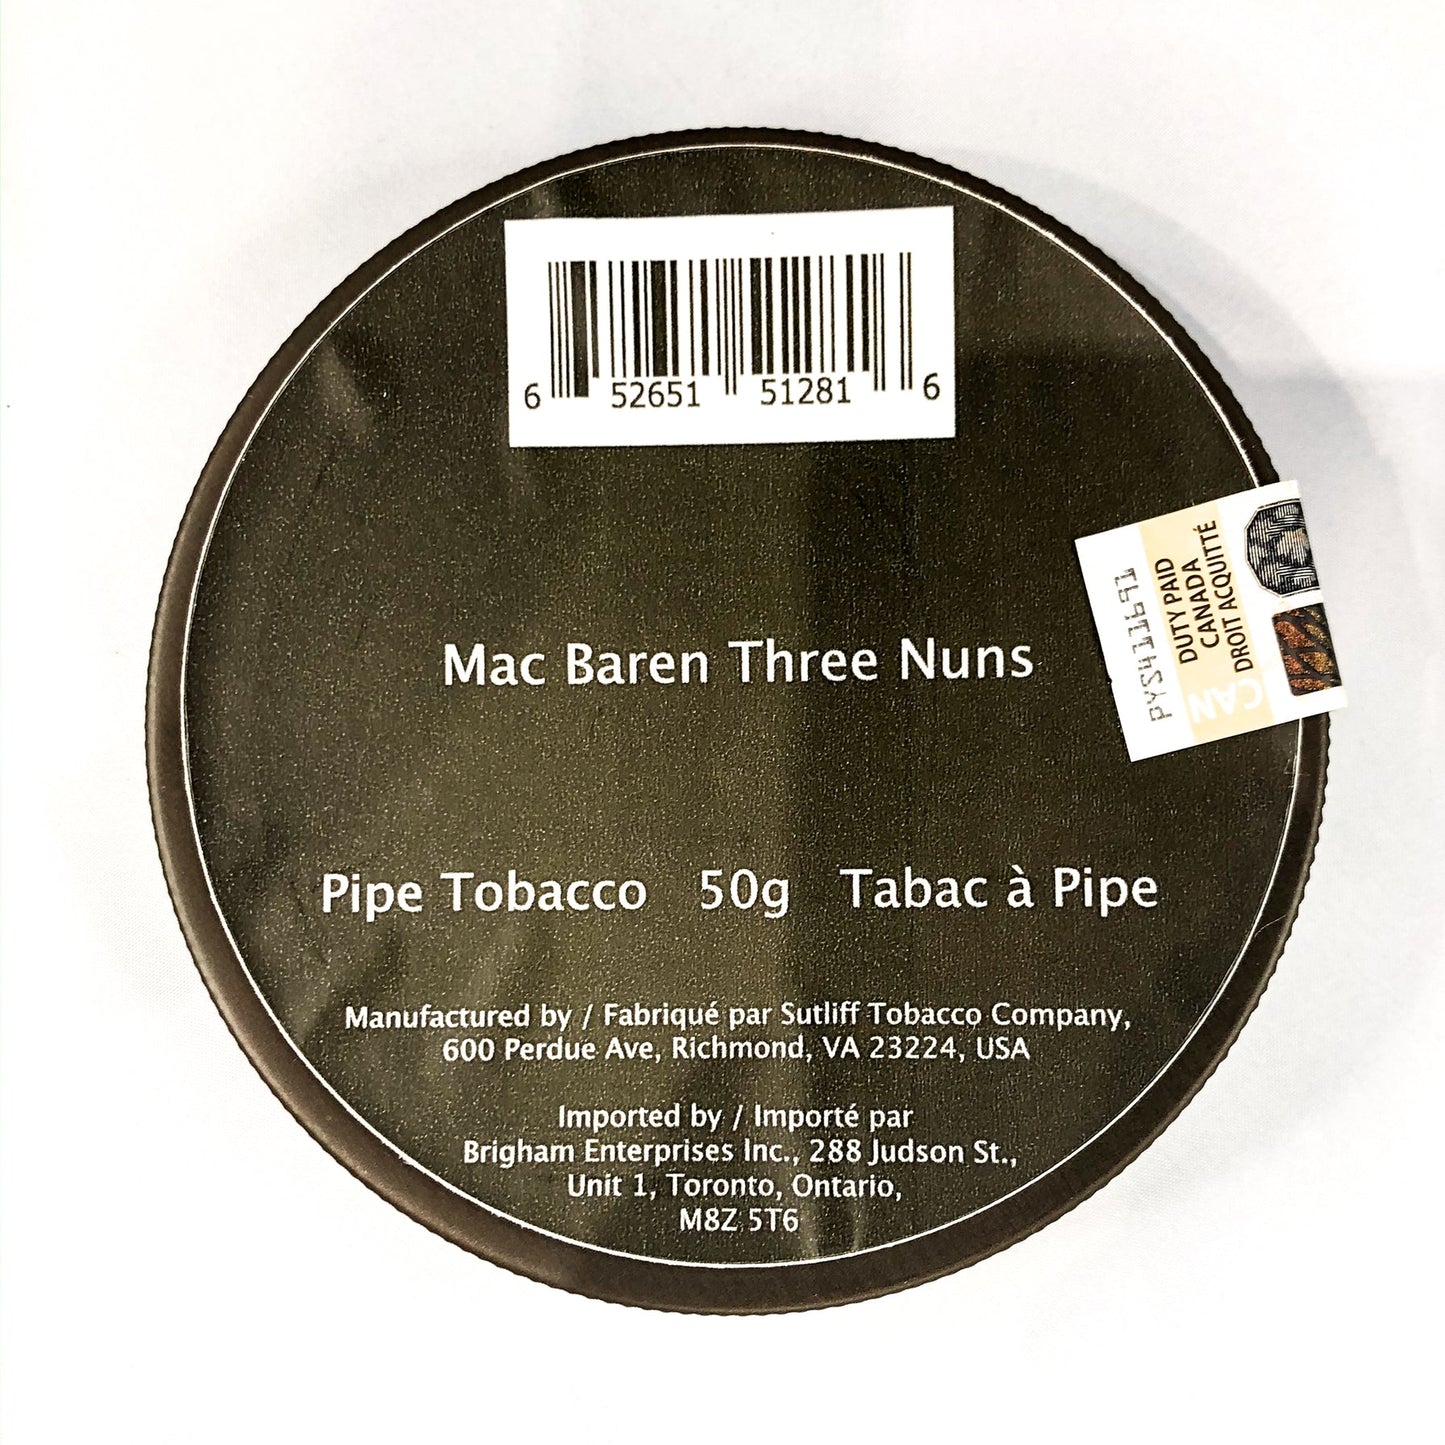 6 52651 51281 6
PYS411691
DUTY PAID
CANADA
DROIT ACQUITTÉ
CAN
Mac Baren Three Nuns
Pipe Tobacco 50g Tabac à Pipe
Manufactured by / Fabriqué par Sutliff Tobacco Company,
600 Perdue Ave, Richmond, VA 23224, USA
Imported by / Importé par
Brigham Enterprises Inc., 288 Judson St.,
Unit 1, Toronto, Ontario,
M8Z 5T6